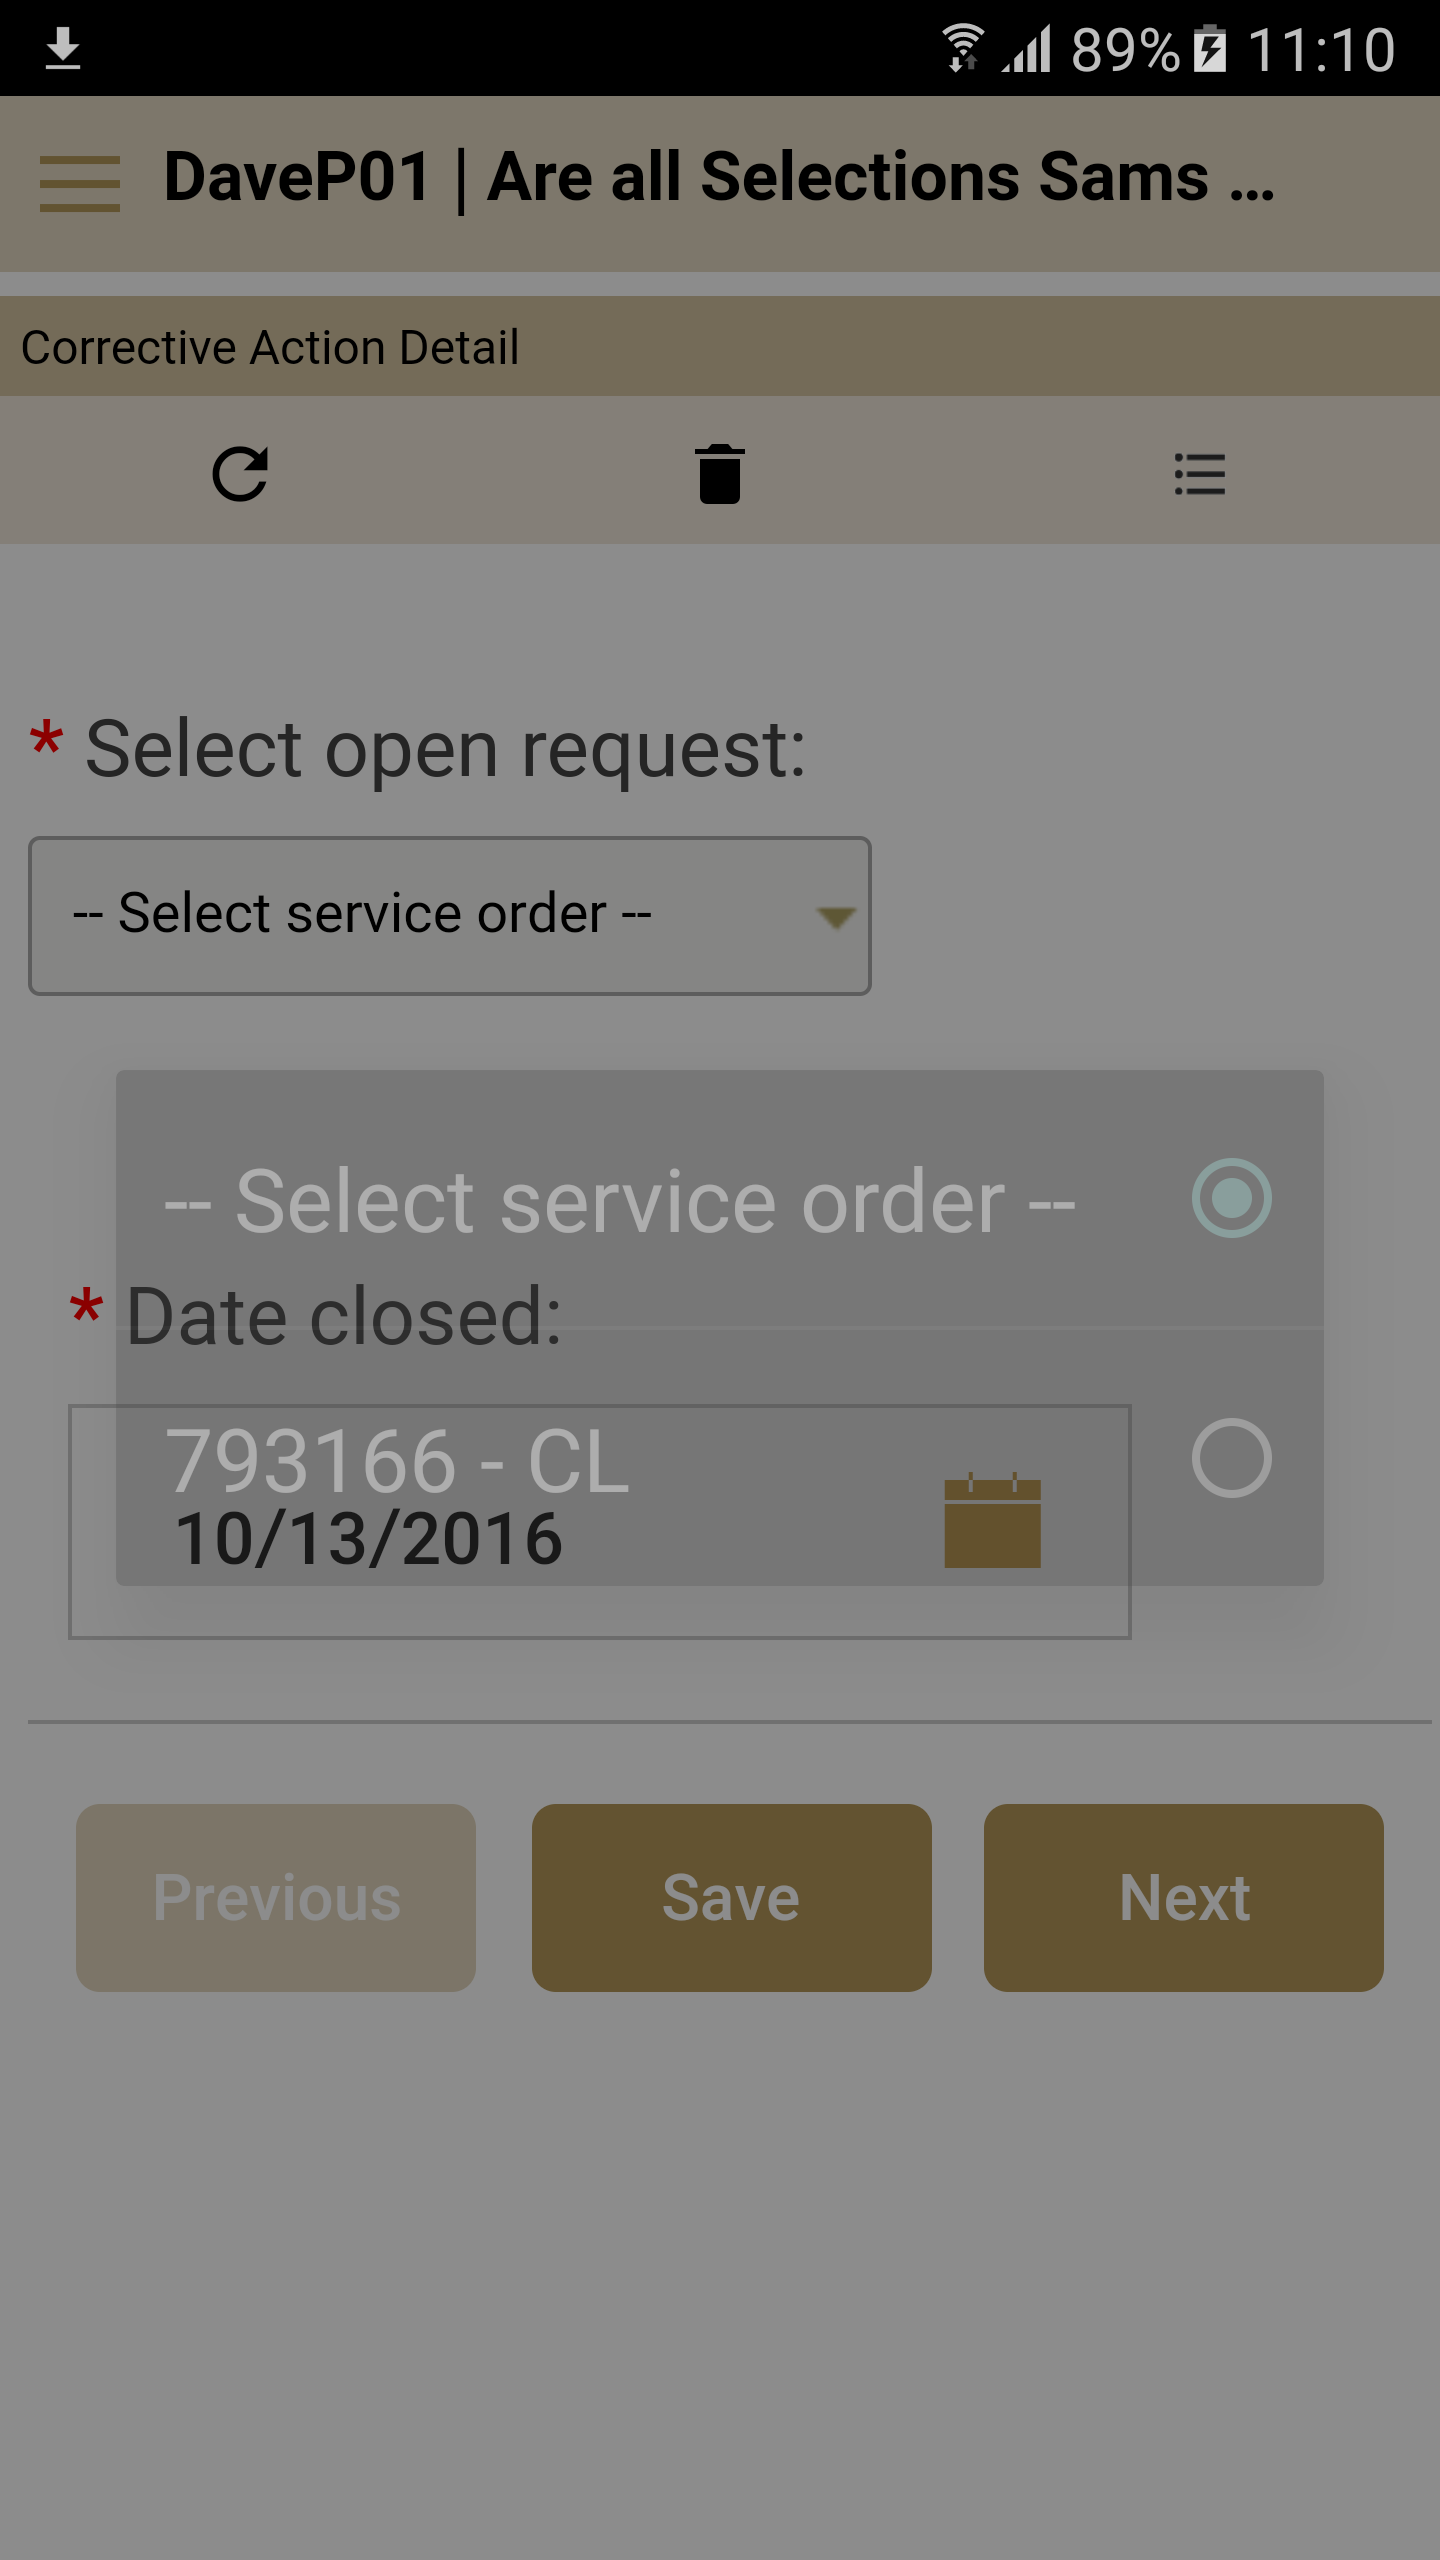 89% 11:10
DaveP01 | Are all Selections Sams ...
Corrective Action Detail
* Select open request:
-- Select service order --
-- Select service order --
* Date closed:
793166 - CL
10/13/2016
Previous Save Next